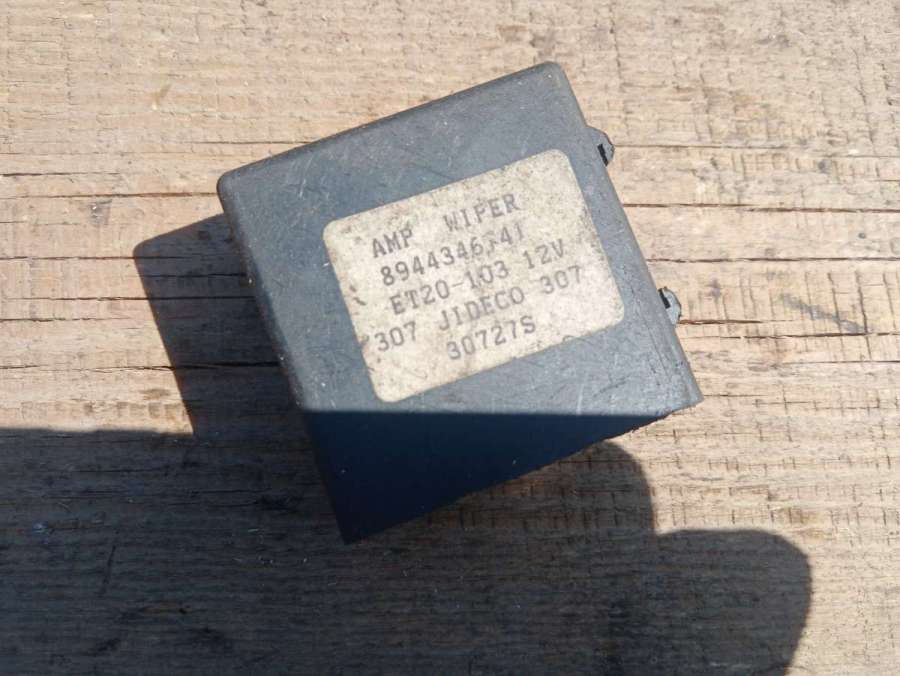 AMP WIPER
ET20-103 12V
307 JIDECO 307
30727S